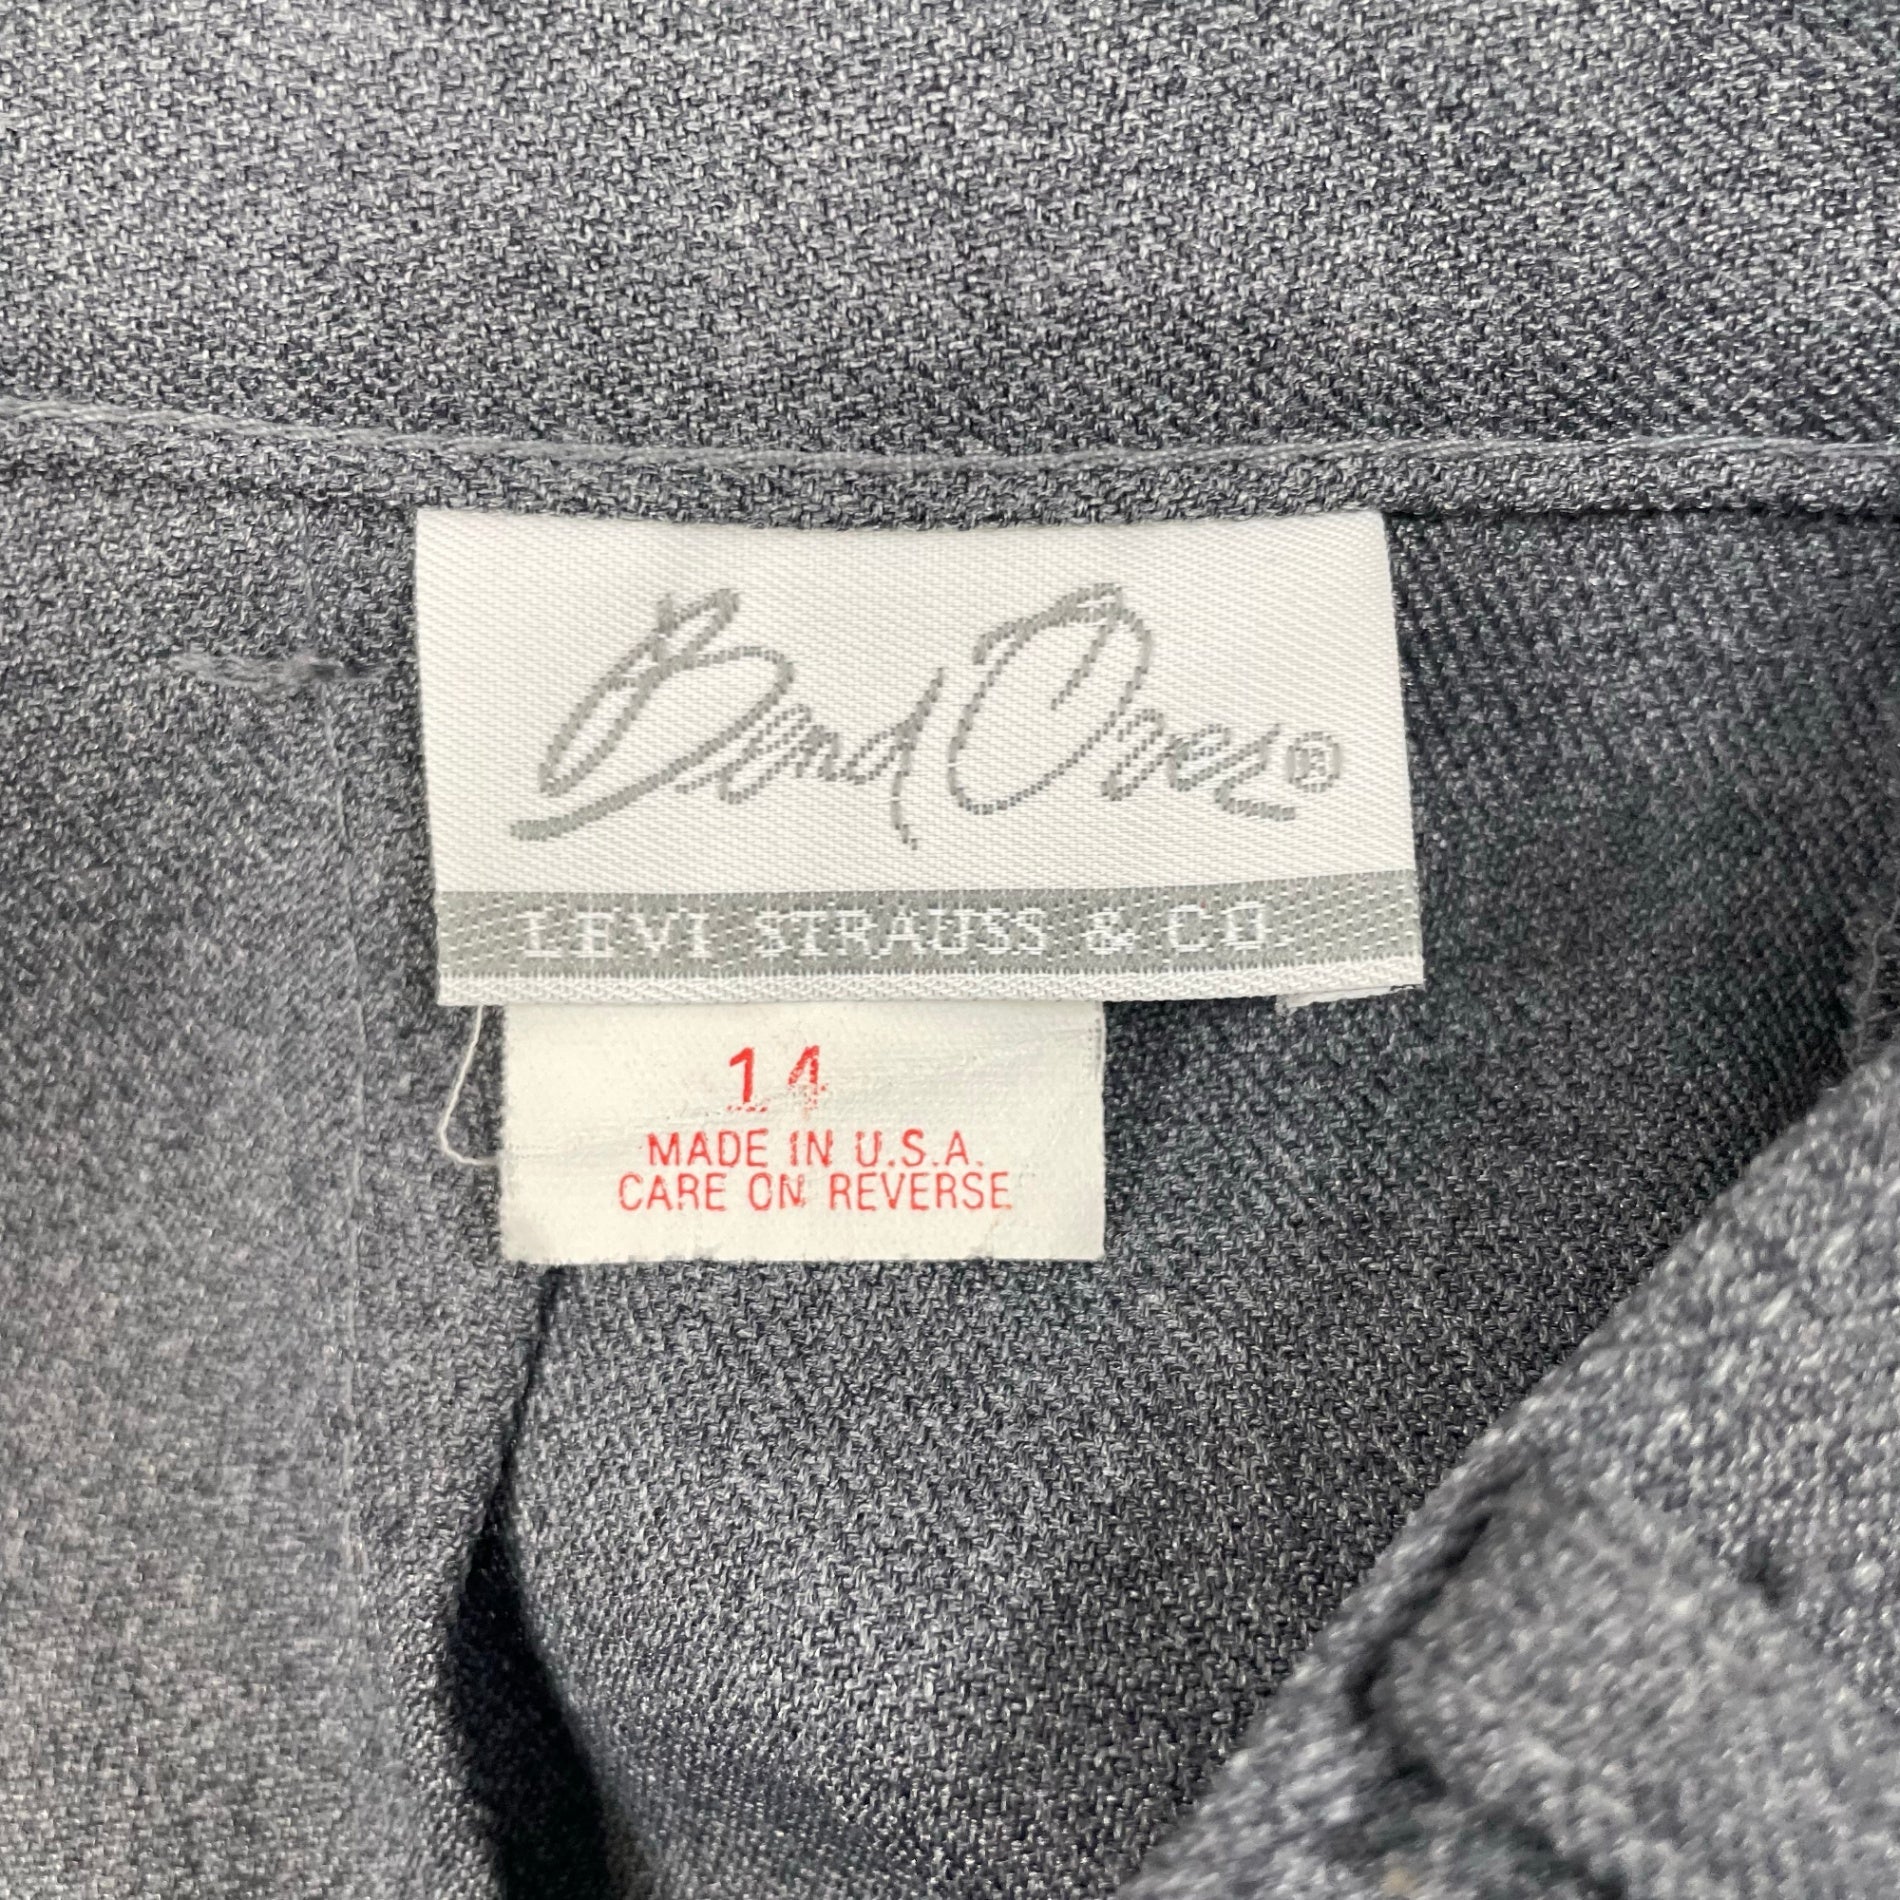 Bend Over®
LEVI STRAUSS & CO.
14
MADE IN U.S.A.
CARE ON REVERSE